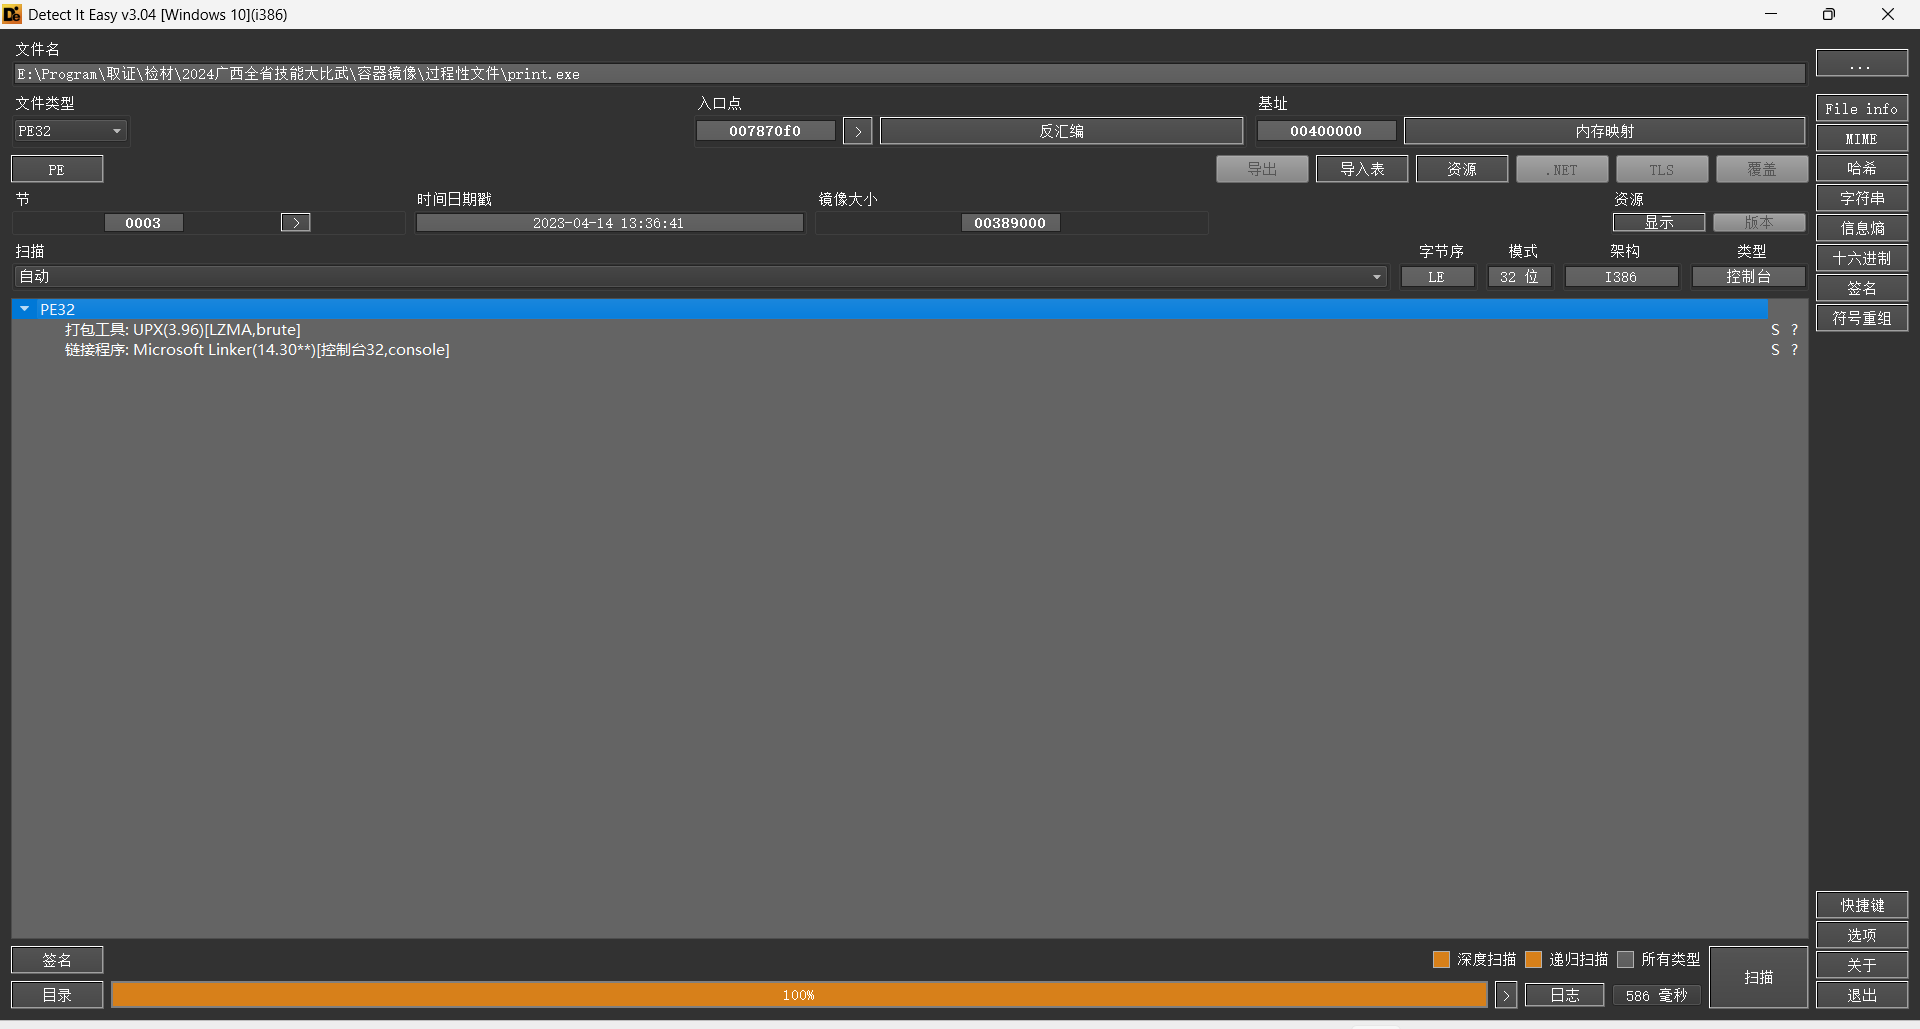 Detect It Easy v3.04 [Windows 10](i386)
文件名
E:\Program\取证\检材\2024广西全省技能大比武\容器镜像\过程性文件\print.exe
...
文件类型
入口点
基址
PE32
007870f0
>
反汇编
00400000
内存映射
File info
MIME
PE
导出
导入表
资源
.NET
TLS
覆盖
哈希
节
时间日期戳
镜像大小
资源
字符串
0003
>
2023-04-14 13:36:41
00389000
显示
版本
信息熵
扫描
字节序
模式
架构
类型
十六进制
自动
LE
32 位
I386
控制台
签名
PE32
符号重组
打包工具: UPX(3.96)[LZMA,brute]
S ?
链接程序: Microsoft Linker(14.30**)[控制台32,console]
S ?
快捷键
选项
签名
深度扫描
递归扫描
所有类型
扫描
关于
目录
100%
>
日志
586 毫秒
退出